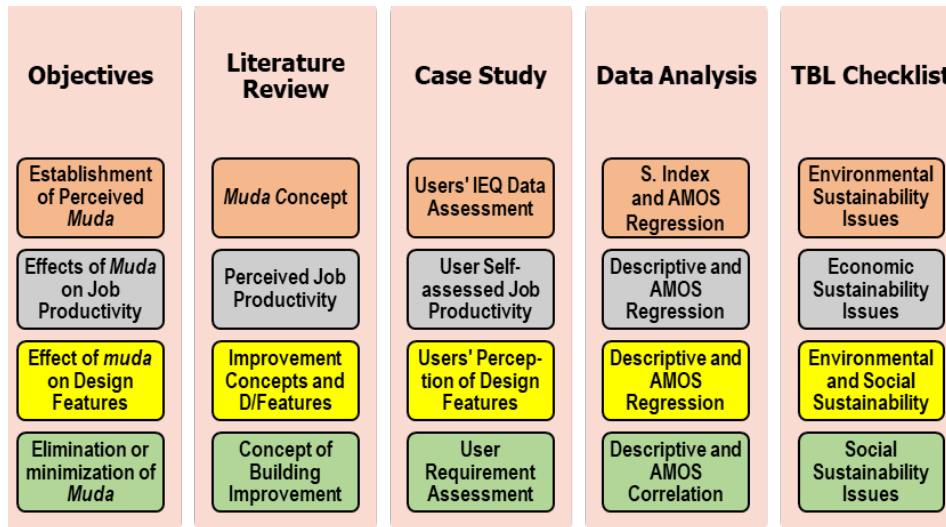 Objectives
Establishment
of Perceived
Muda
Effects of Muda
on Job
Productivity
Effect of muda
on Design
Features
Elimination or
minimization of
Muda
Literature
Review
Muda Concept
Perceived Job
Productivity
Improvement
Concepts and
D/Features
Concept of
Building
Improvement
Case Study
Users' IEQ Data
Assessment
User Self-
assessed Job
Productivity
Users' Percep-
tion of Design
Features
User
Requirement
Assessment
Data Analysis
S. Index
and AMOS
Regression
Descriptive and
AMOS
Regression
Descriptive and
AMOS
Regression
Descriptive and
AMOS
Correlation
TBL Checklist
Environmental
Sustainability
Issues
Economic
Sustainability
Issues
Environmental
and Social
Sustainability
Social
Sustainability
Issues